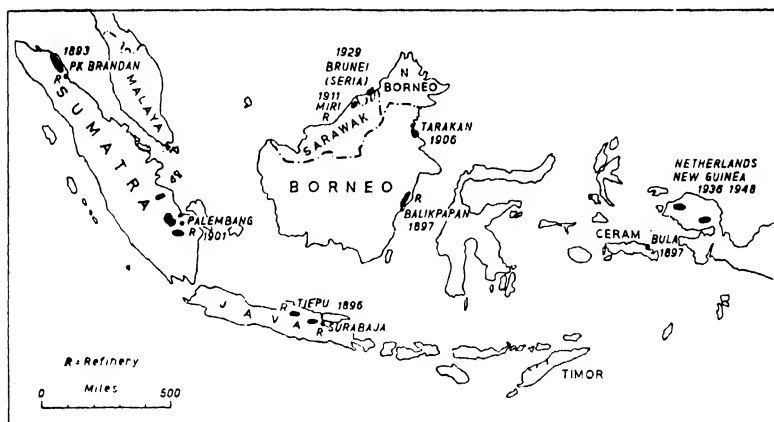 1893
PK BRANDAN
R
SUMATRA
MALAYA
PALEMBANG
R
1901
1929
BRUNEI
(SERIA)
1911
MIRI
R
N
BORNEO
SARAWAK
TARAKAN
1906
BORNEO
R
BALIKPAPAN
1897
NETHERLANDS
NEW GUINEA
1936 1948
CERAM
BULA
1897
R TJEPU 1896
JAVA
R
SURABAJA
TIMOR
R = Refinery
Miles
0 500